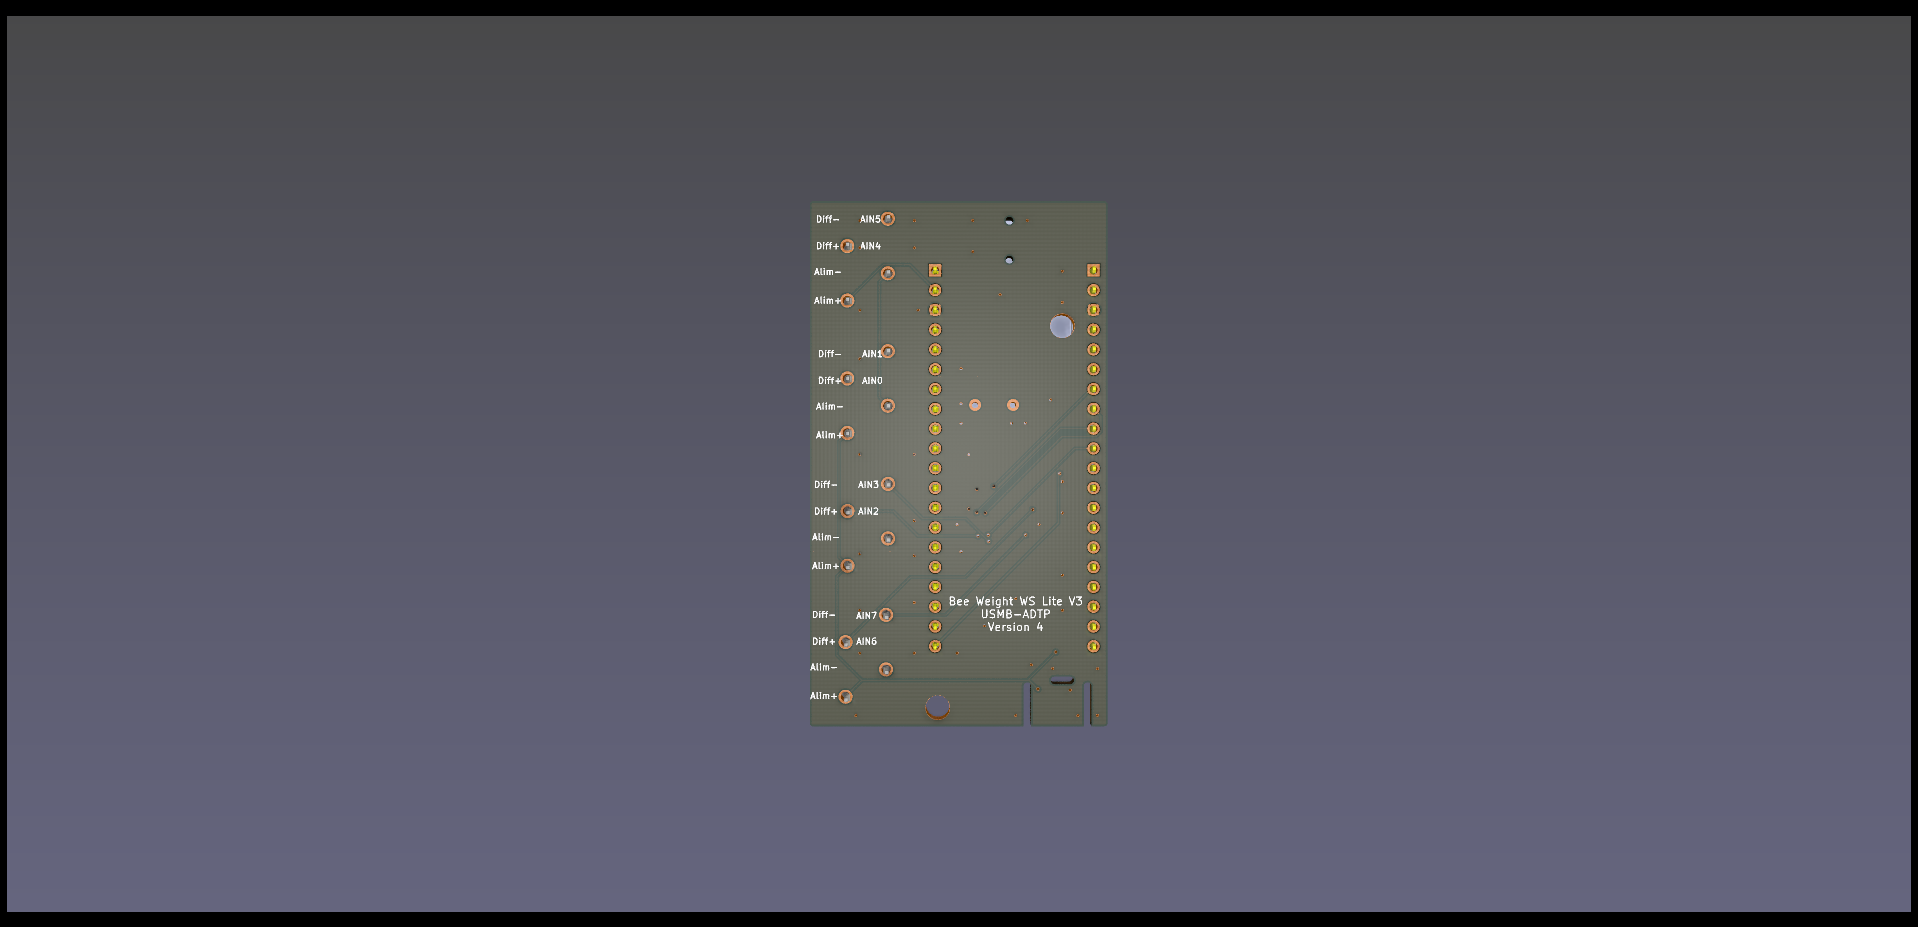 Diff- AIN5
Diff+ AIN4
Alim-
Alim+
Diff- AIN1
Diff+ AIN0
Alim-
Alim+
Diff- AIN3
Diff+ AIN2
Alim-
Alim+
Bee Weight WS Lite V3
USMB-ADTP
Version 4
Diff- AIN7
Diff+ AIN6
Alim-
Alim+